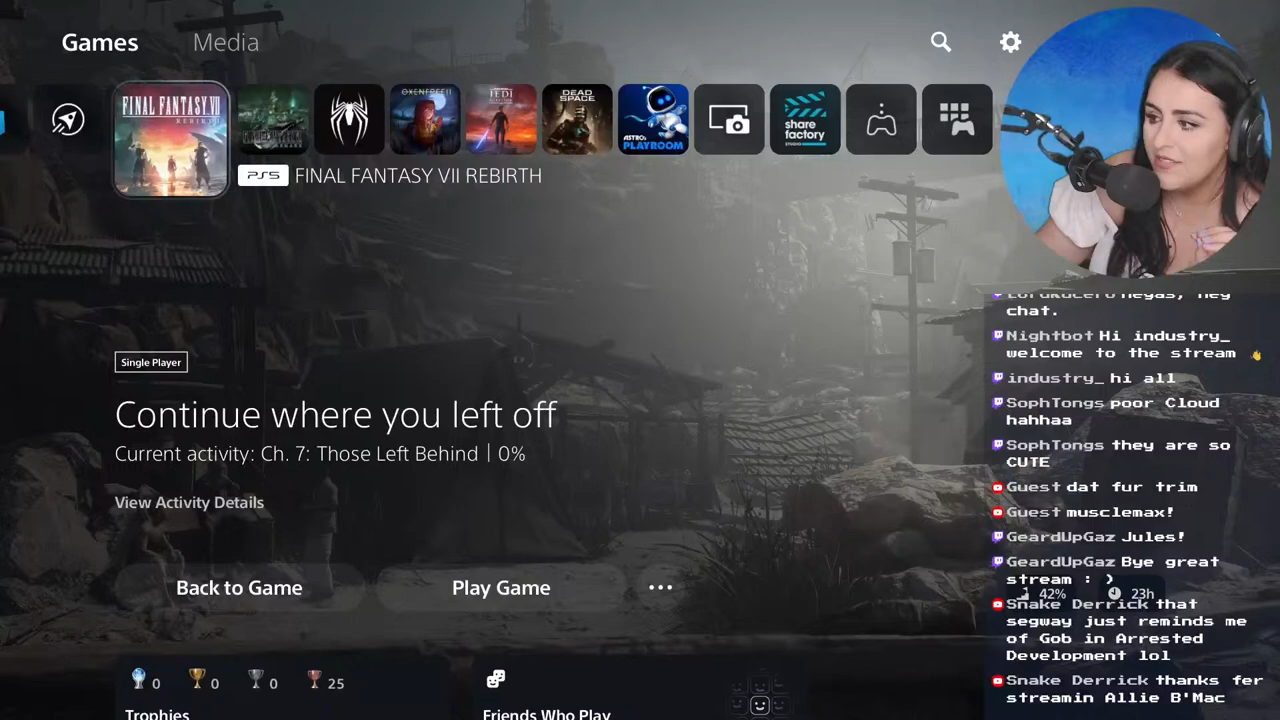 Games
Media
FINAL FANTASY VII
REBIRTH
OXENFREE II
JEDI
DEAD
SPACE
ASTRO's
PLAYROOM
share
factory
STUDIO
PS5 FINAL FANTASY VII REBIRTH
Single Player
Continue where you left off
Current activity: Ch. 7: Those Left Behind | 0%
View Activity Details
Back to Game
Play Game
...
0
0
0
25
Trophies
Friends Who Play
42%
23h
chat.
Nightbot Hi industry_
welcome to the stream 👋
industry_ hi all
SophTongs poor Cloud
hahhaa
SophTongs they are so
CUTE
Guest dat fur trim
Guest musclemax!
GeardUpGaz Jules!
GeardUpGaz Bye great
stream : )
Snake Derrick that
segway just reminds me
of Gob in Arrested
Development lol
Snake Derrick thanks fer
streamin Allie B'Mac